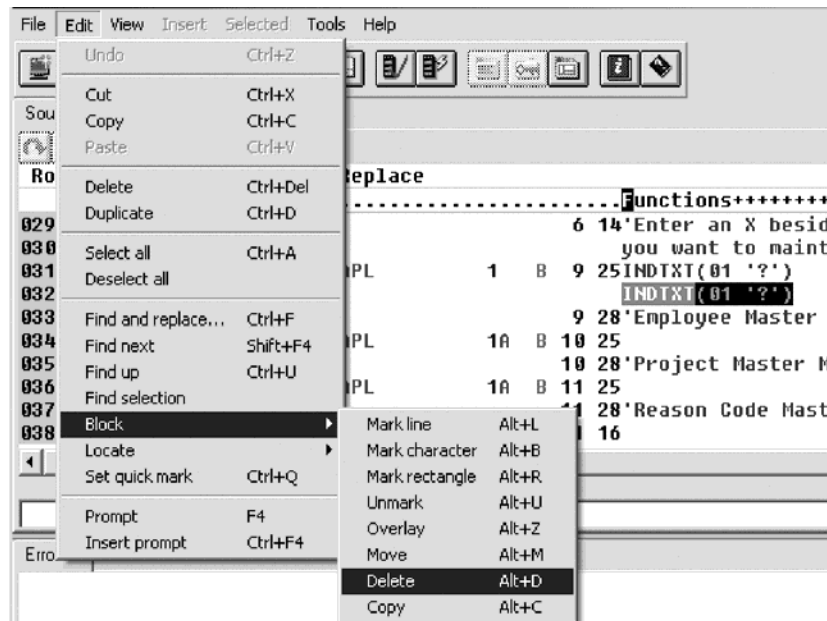 File Edit View Insert Selected Tools Help
Undo Ctrl+Z
Cut Ctrl+X
Sou
Copy Ctrl+C
Paste Ctrl+V
Ro
Replace
Delete Ctrl+Del
.......................Functions++++++++
Duplicate Ctrl+D
029 6 14'Enter an X besid
030 you want to maint
Select all Ctrl+A
031 PL 1 B 9 25INDTXT(01 '?')
Deselect all
032 INDTXT(01 '?')
033 9 28'Employee Master
Find and replace... Ctrl+F
034 PL 1A B 10 25
Find next Shift+F4
035 10 28'Project Master M
Find up Ctrl+U
036 PL 1A B 11 25
Find selection
037 11 28'Reason Code Mast
Block
038 16
Locate
Set quick mark Ctrl+Q
Prompt F4
Insert prompt Ctrl+F4
Erro
Mark line Alt+L
Mark character Alt+B
Mark rectangle Alt+R
Unmark Alt+U
Overlay Alt+Z
Move Alt+M
Delete Alt+D
Copy Alt+C